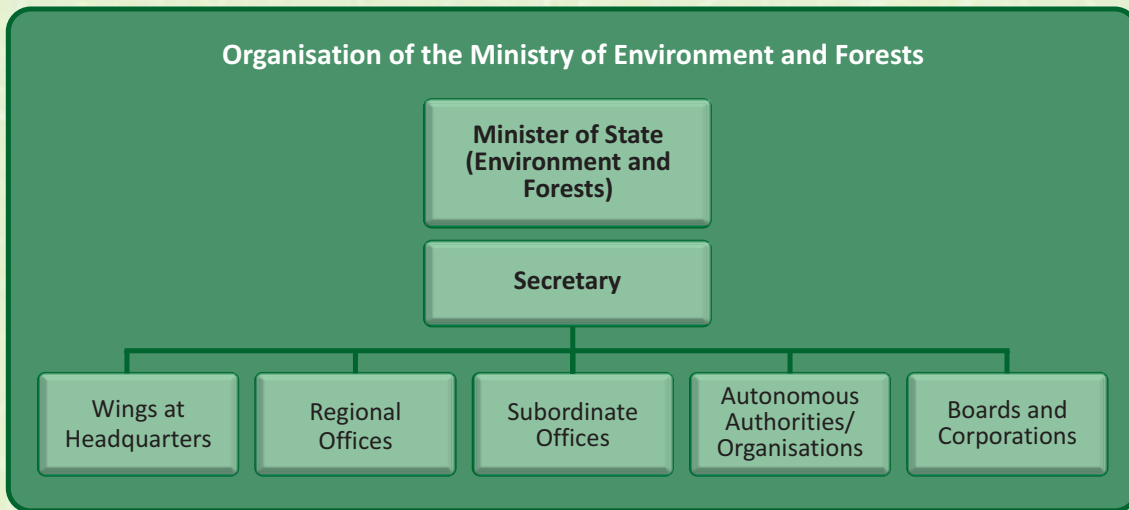 Organisation of the Ministry of Environment and Forests
Minister of State
(Environment and
Forests)
Secretary
Wings at
Headquarters
Regional
Offices
Subordinate
Offices
Autonomous
Authorities/
Organisations
Boards and
Corporations